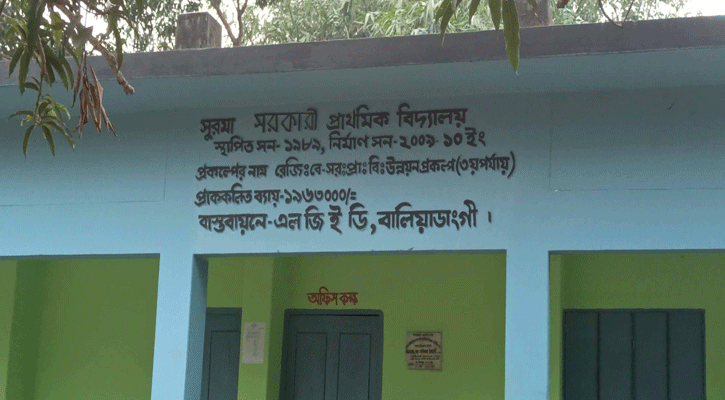 সুরমা সরকারী প্রাথমিক বিদ্যালয়
স্থাপিত সন-১৯৮৯, নির্মাণ সন-২০০৯-১০ ইং
প্রকল্পের নাম রেজিঃবে-সরঃপ্রাঃবিঃউন্নয়নপ্রকল্প(৩য়পর্যায়)
প্রাককলিত ব্যয়-১৯৬৩০০০/=
বাস্তবায়নে-এল জি ই ডি, বালিয়াডাংগী ।
অফিস কক্ষ